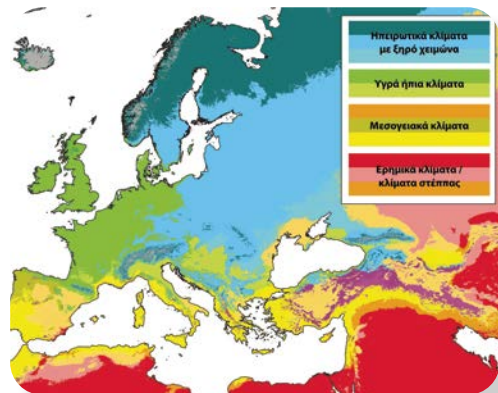 Ηπειρωτικά κλίματα
με ξηρό χειμώνα
Υγρά ήπια κλίματα
Μεσογειακά κλίματα
Ερημικά κλίματα /
κλίματα στέππας